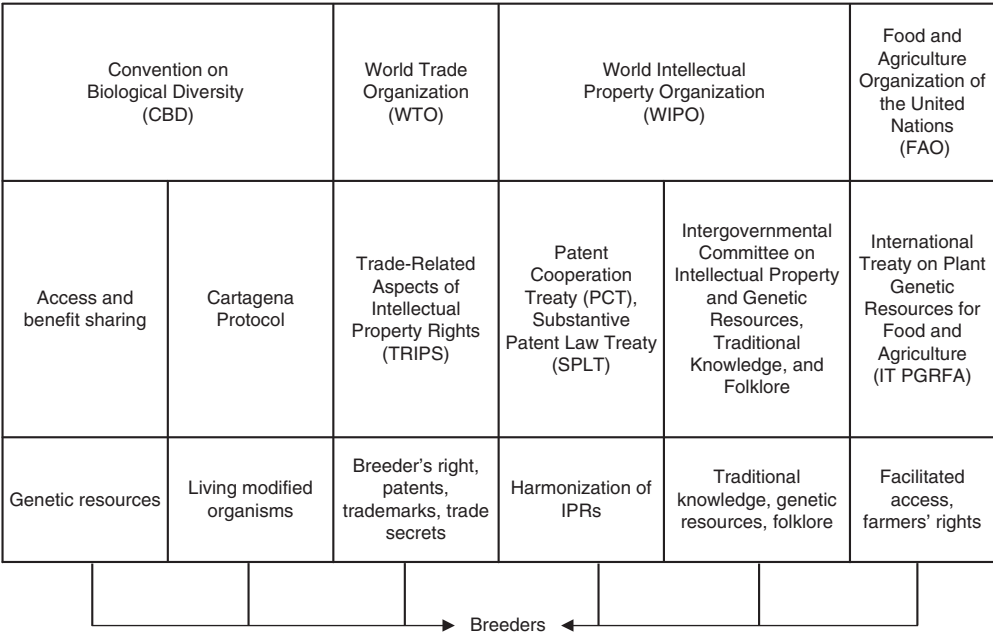 Convention on
Biological Diversity
(CBD)
World Trade
Organization
(WTO)
World Intellectual
Property Organization
(WIPO)
Food and
Agriculture
Organization of
the United
Nations
(FAO)
Access and
benefit sharing
Cartagena
Protocol
Trade-Related
Aspects of
Intellectual
Property Rights
(TRIPS)
Patent
Cooperation
Treaty (PCT),
Substantive
Patent Law Treaty
(SPLT)
Intergovernmental
Committee on
Intellectual Property
and Genetic
Resources,
Traditional
Knowledge, and
Folklore
International
Treaty on Plant
Genetic
Resources for
Food and
Agriculture
(IT PGRFA)
Genetic resources
Living modified
organisms
Breeder’s right,
patents,
trademarks, trade
secrets
Harmonization of
IPRs
Traditional
knowledge, genetic
resources, folklore
Facilitated
access,
farmers’ rights
Breeders